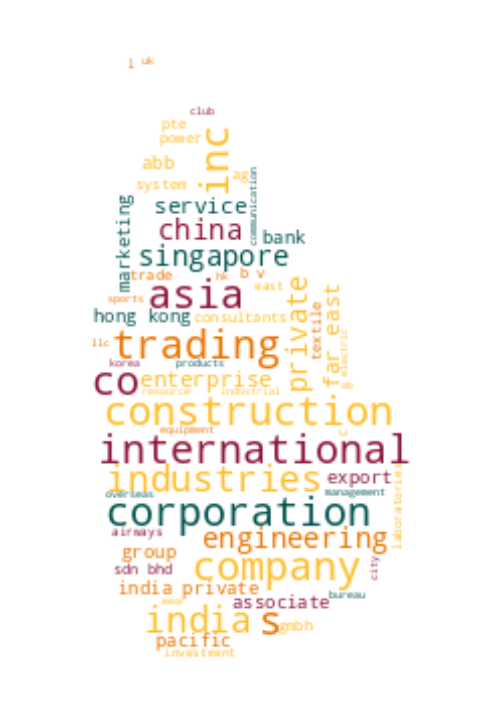 l uk
club
pte
power
inc
abb
ag
system
communication
marketing
service
china
bank
singapore
trade
hk
b v
east
asia
private
far east
sports
hong kong
consultants
textile
electric
llc
trading
korea
products
co
enterprise
resource
industrial
construction
equipment
c
international
industries
export
laboratories
overseas
management
corporation
airways
engineering
group
company
city
sdn bhd
india private
bureau
associate
india
s
gmbh
pacific
investment